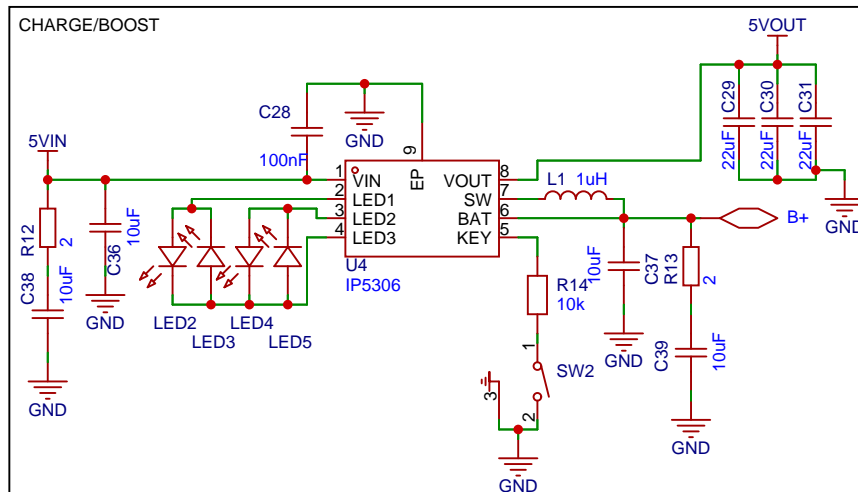 CHARGE/BOOST
5VOUT
C28
GND
100nF
9
EP
C29
22uF
C30
22uF
C31
22uF
GND
5VIN
1
VIN
2
LED1
3
LED2
4
LED3
VOUT
8
SW
7
BAT
6
KEY
5
U4
IP5306
L1
1uH
B+
R12
2
C38
10uF
GND
C36
10uF
GND
LED2
LED3
LED4
LED5
R14
10k
10uF
C37
GND
R13
2
C39
10uF
GND
1
SW2
3
2
GND